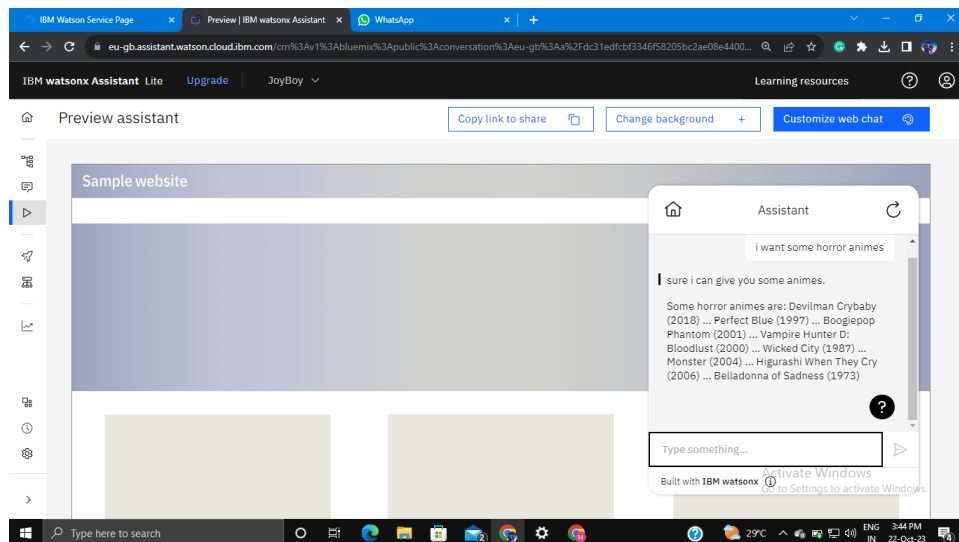 IBM Watson Service Page
Preview | IBM watsonx Assistant
WhatsApp
eu-gb.assistant.watson.cloud.ibm.com/crn%3Av1%3Abluemix%3Apublic%3Aconversation%3Aeu-gb%3Aa%2Fdc31edfcbf3346f58205bc2ae08e4400...
IBM watsonx Assistant Lite Upgrade JoyBoy Learning resources
Preview assistant
Copy link to share
Change background +
Customize web chat
Sample website
Assistant
i want some horror animes
sure i can give you some animes.
Some horror animes are: Devilman Crybaby
(2018) ... Perfect Blue (1997) ... Boogiepop
Phantom (2001) ... Vampire Hunter D:
Bloodlust (2000) ... Wicked City (1987) ...
Monster (2004) ... Higurashi When They Cry
(2006) ... Belladonna of Sadness (1973)
?
Type something...
Built with IBM watsonx
Activate Windows
Go to Settings to activate Windows.
Type here to search
29°C
ENG
IN
3:44 PM
22-Oct-23